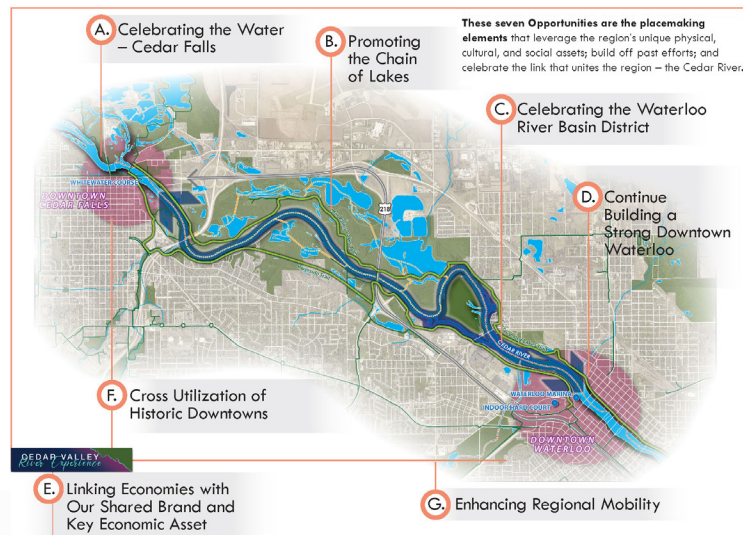 A. Celebrating the Water
– Cedar Falls
B. Promoting
the Chain
of Lakes
These seven Opportunities are the placemaking
elements that leverage the region's unique physical,
cultural, and social assets; build off past efforts; and
celebrate the link that unites the region – the Cedar River.
C. Celebrating the Waterloo
River Basin District
WHITEWATER COURSE
DOWNTOWN
CEDAR FALLS
218
D. Continue
Building a
Strong Downtown
Waterloo
CEDAR RIVER
WATERLOO MARINA
INDOOR HARD COURT
DOWNTOWN
WATERLOO
F. Cross Utilization of
Historic Downtowns
CEDAR VALLEY
River Experience
E. Linking Economies with
Our Shared Brand and
Key Economic Asset
G. Enhancing Regional Mobility